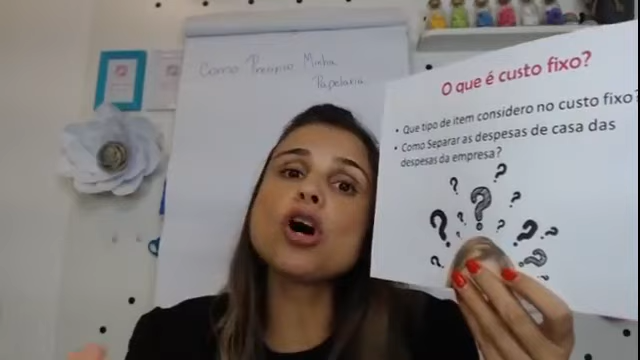 Como Precifico Minha
Papelaria
O que é custo fixo?
• Que tipo de item considero no custo fixo?
• Como Separar as despesas de casa das
despesas da empresa?